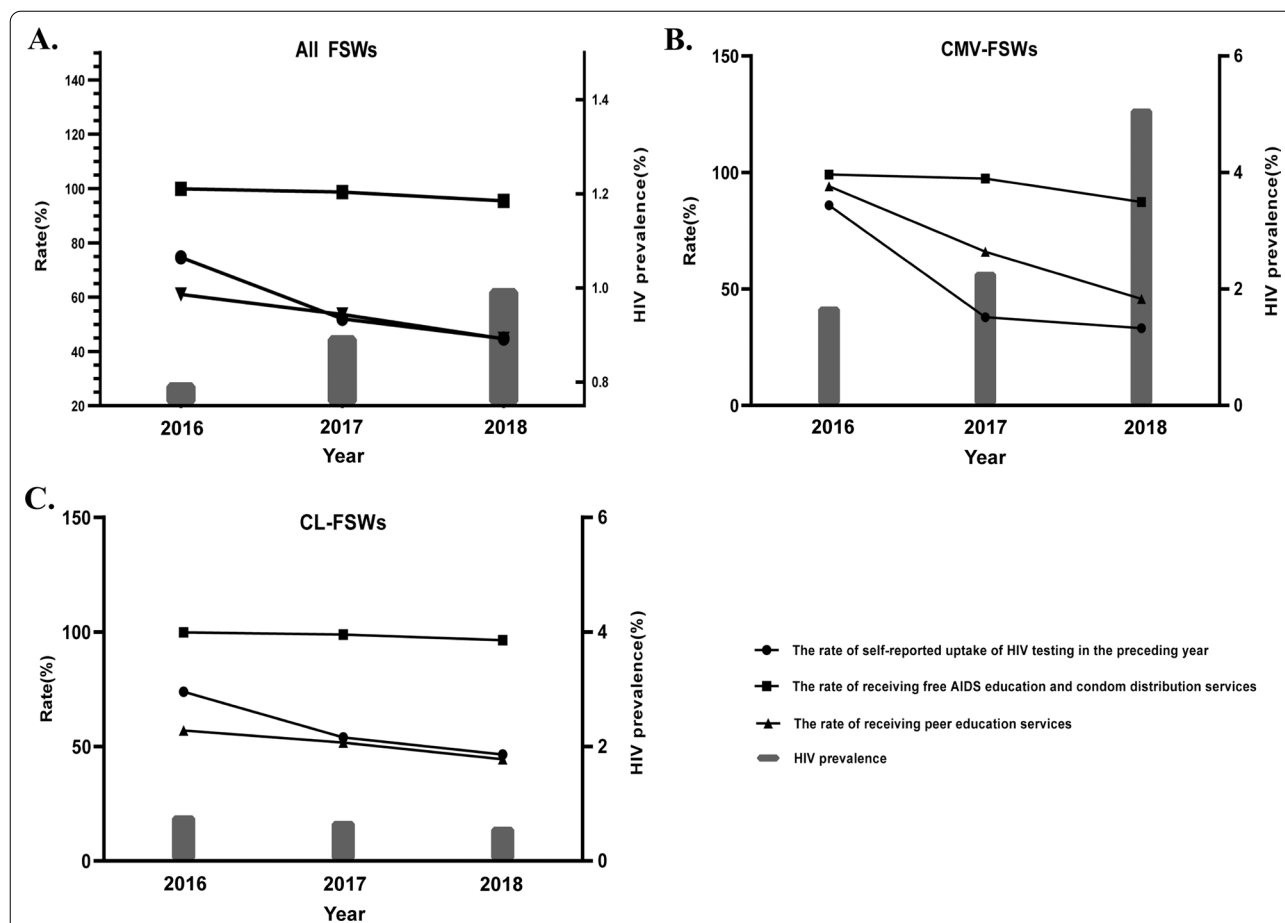 A.
All FSWs
Rate(%)
140
120
100
80
60
40
20
HIV prevalence(%)
1.4
1.2
1.0
0.8
2016 2017 2018
Year
B.
CMV-FSWs
Rate(%)
150
100
50
0
HIV prevalence(%)
6
4
2
0
2016 2017 2018
Year
C.
CL-FSWs
Rate(%)
150
100
50
0
HIV prevalence(%)
6
4
2
0
2016 2017 2018
Year
The rate of self-reported uptake of HIV testing in the preceding year
The rate of receiving free AIDS education and condom distribution services
The rate of receiving peer education services
HIV prevalence